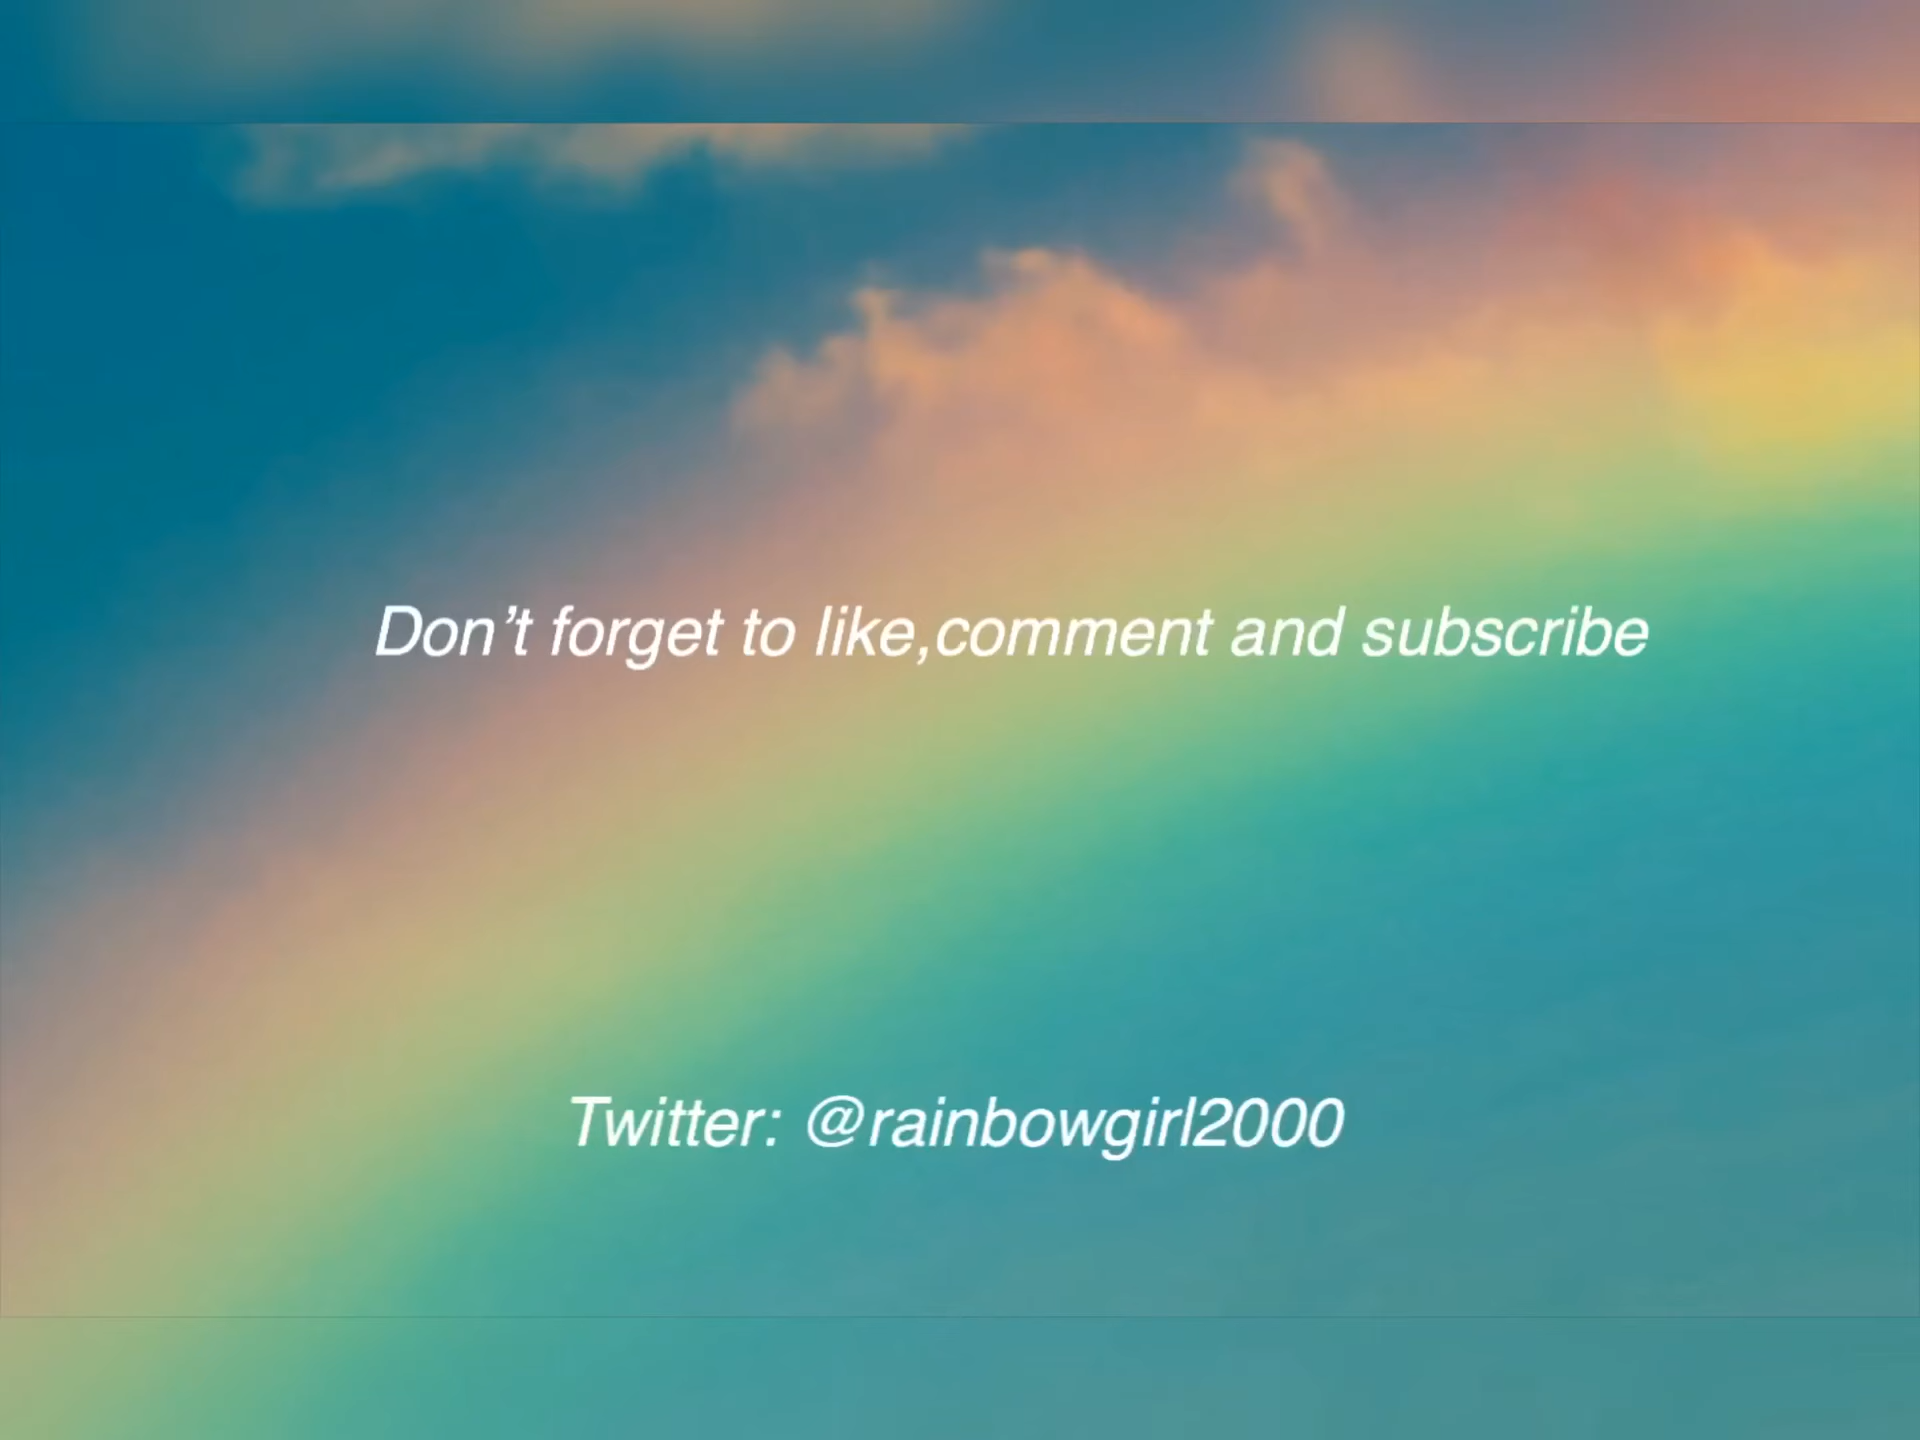 Don’t forget to like,comment and subscribe
Twitter: @rainbowgirl2000